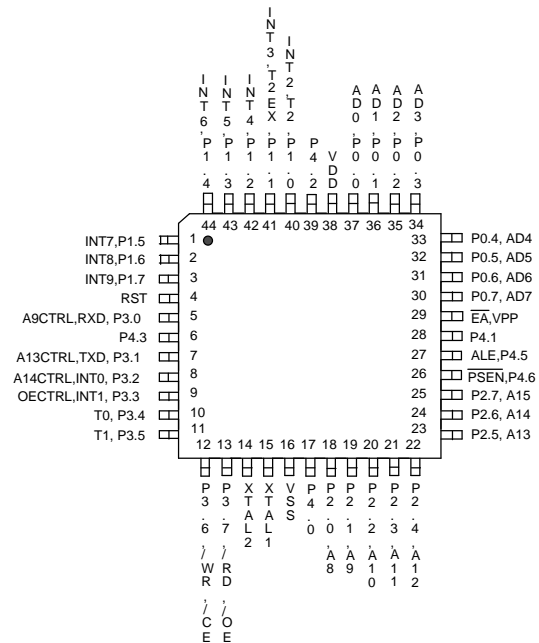 INT6,P1.4
INT5,P1.3
INT4,P1.2
INT3,T2EX,P1.1
INT2,T2,P1.0
P4.2
VDD
AD0,P0.0
AD1,P0.1
AD2,P0.2
AD3,P0.3
44 43 42 41 40 39 38 37 36 35 34
INT7,P1.5 1
INT8,P1.6 2
INT9,P1.7 3
RST 4
A9CTRL,RXD, P3.0 5
P4.3 6
A13CTRL,TXD, P3.1 7
A14CTRL,INT0, P3.2 8
OECTRL,INT1, P3.3 9
T0, P3.4 10
T1, P3.5 11
33 P0.4, AD4
32 P0.5, AD5
31 P0.6, AD6
30 P0.7, AD7
29 EA,VPP
28 P4.1
27 ALE,P4.5
26 PSEN,P4.6
25 P2.7, A15
24 P2.6, A14
23 P2.5, A13
12 13 14 15 16 17 18 19 20 21 22
P3.6,/WR,/CE
P3.7,/RD,/OE
XTAL2
XTAL1
VSS
P4.0
P2.0,A8
P2.1,A9
P2.2,A10
P2.3,A11
P2.4,A12